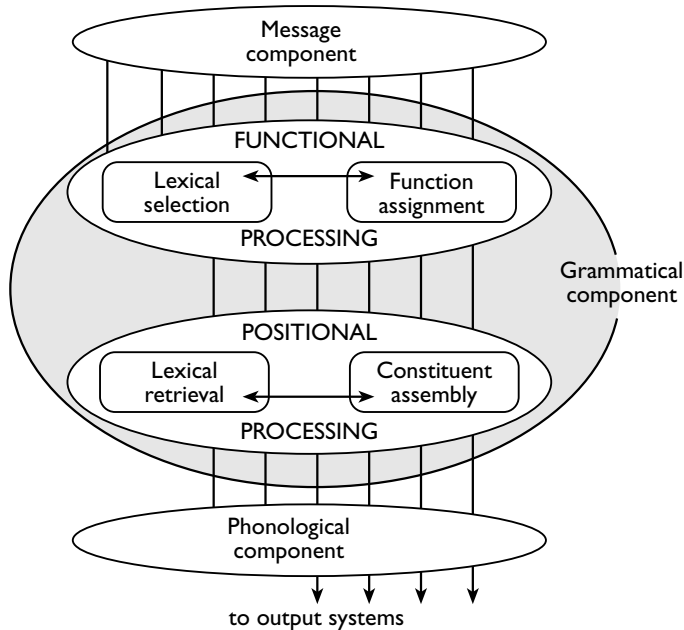 Message
component
FUNCTIONAL
Lexical
selection
Function
assignment
PROCESSING
Grammatical
component
POSITIONAL
Lexical
retrieval
Constituent
assembly
PROCESSING
Phonological
component
to output systems